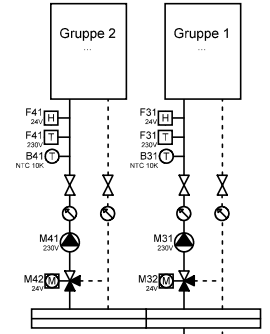 Gruppe 2
...
Gruppe 1
...
F41
24V
H
F41
230V
T
B41
NTC 10K
T
F31
24V
H
F31
230V
T
B31
NTC 10K
T
M41
230V
M31
230V
M42
24V
M
M32
24V
M